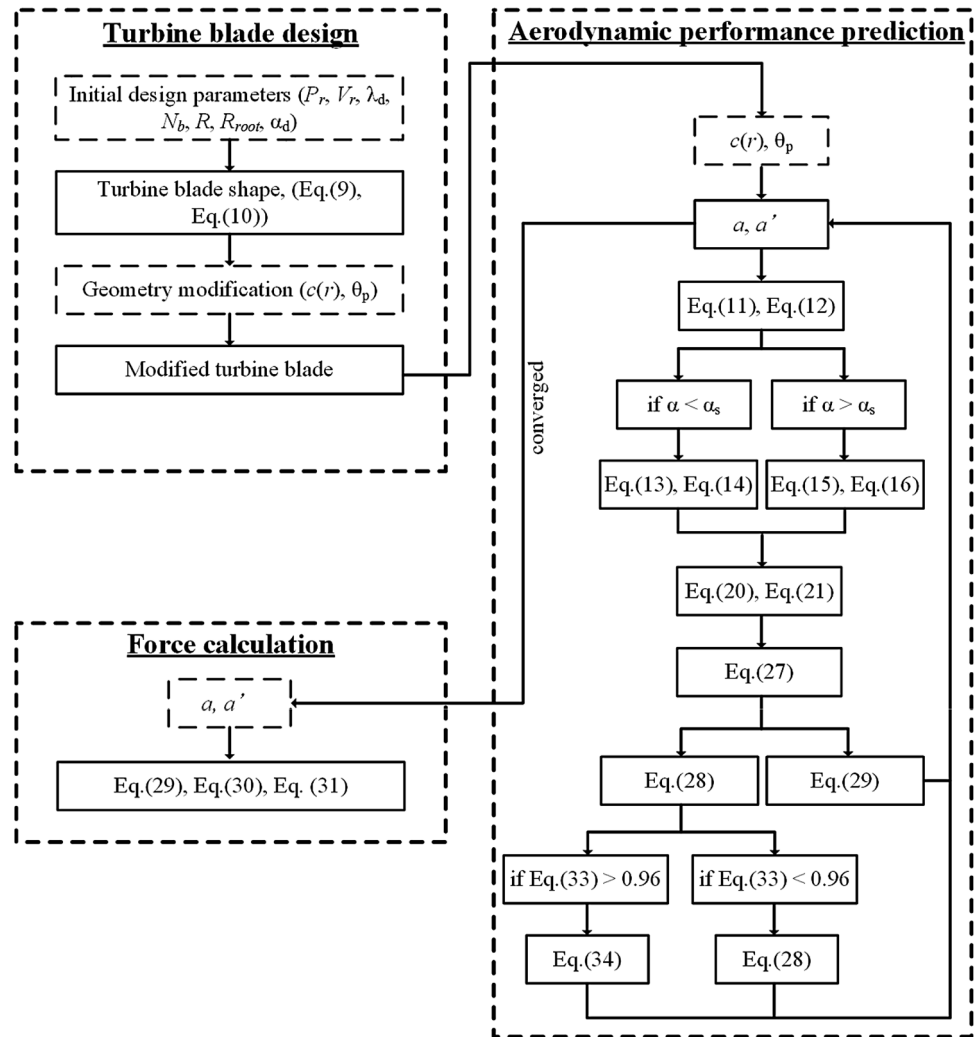 Turbine blade design
Initial design parameters (Pr, Vr, λd,
Nb, R, Rroot, αd)
Turbine blade shape, (Eq.(9),
Eq.(10))
Geometry modification (c(r), θp)
Modified turbine blade
Aerodynamic performance prediction
c(r), θp
a, a’
Eq.(11), Eq.(12)
if α < αs
if α > αs
Eq.(13), Eq.(14)
Eq.(15), Eq.(16)
Eq.(20), Eq.(21)
Eq.(27)
Eq.(28)
Eq.(29)
if Eq.(33) > 0.96
if Eq.(33) < 0.96
Eq.(34)
Eq.(28)
converged
Force calculation
a, a’
Eq.(29), Eq.(30), Eq. (31)